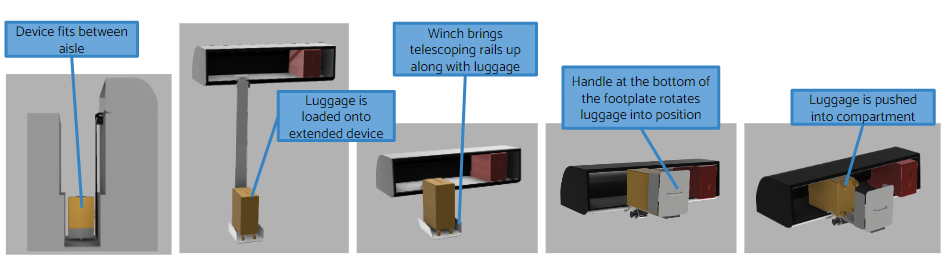 Device fits between
aisle
Luggage is
loaded onto
extended device
Winch brings
telescoping rails up
along with luggage
Handle at the bottom of
the footplate rotates
luggage into position
Luggage is pushed
into compartment